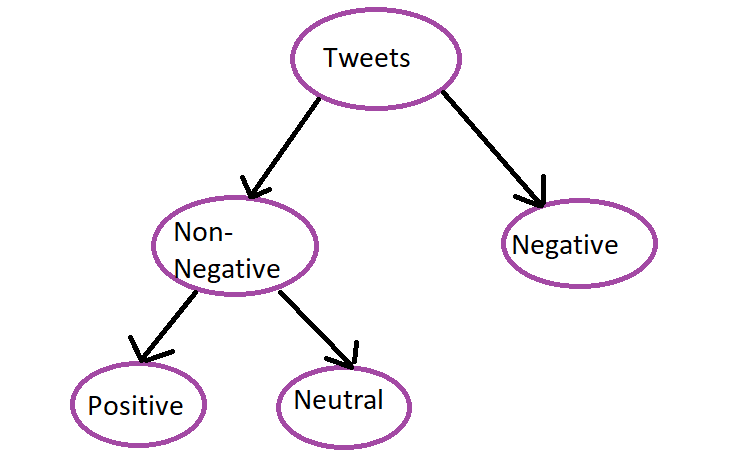 Tweets
Non-
Negative
Negative
Positive
Neutral